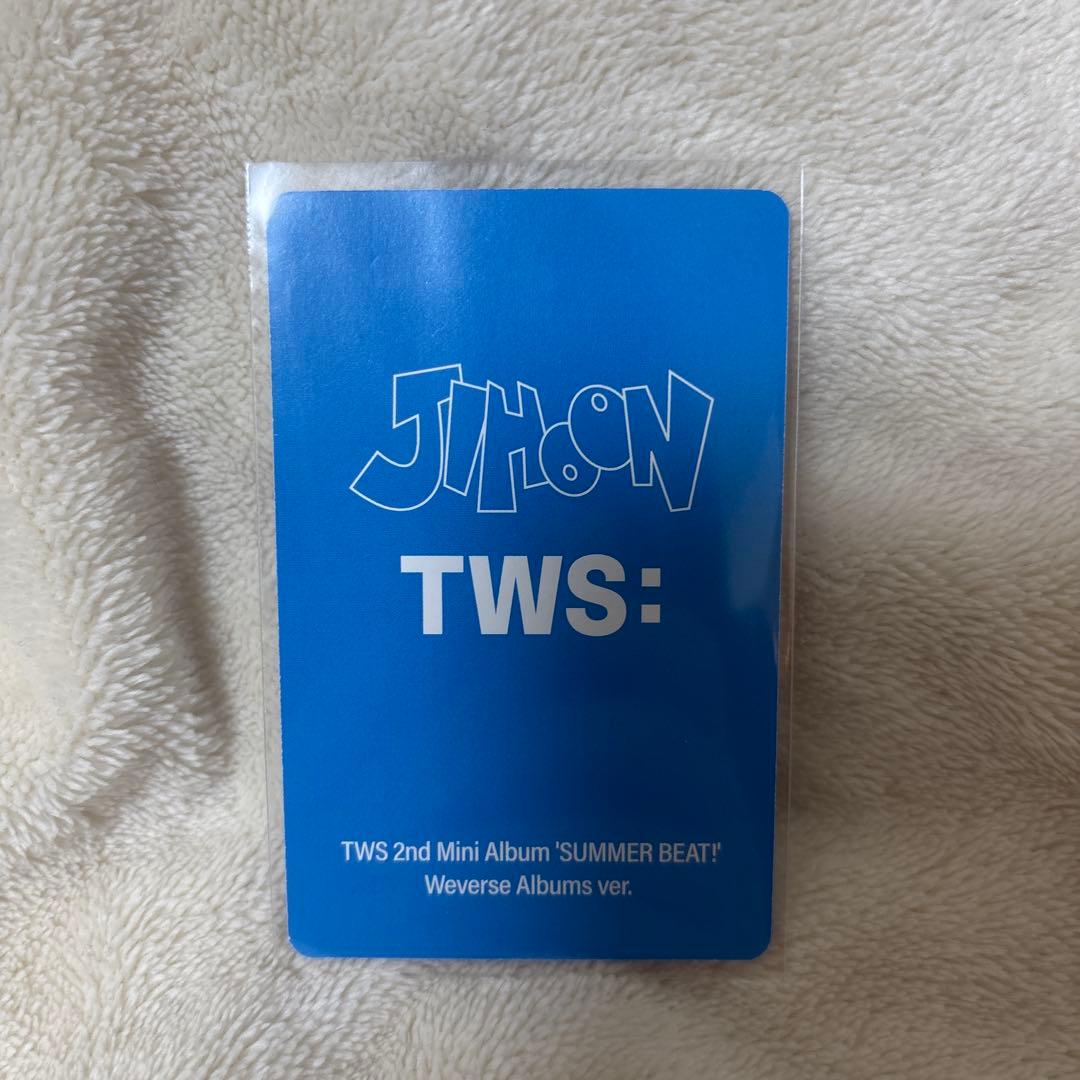 JIHOON
TWS:
TWS 2nd Mini Album 'SUMMER BEAT!'
Weverse Albums ver.